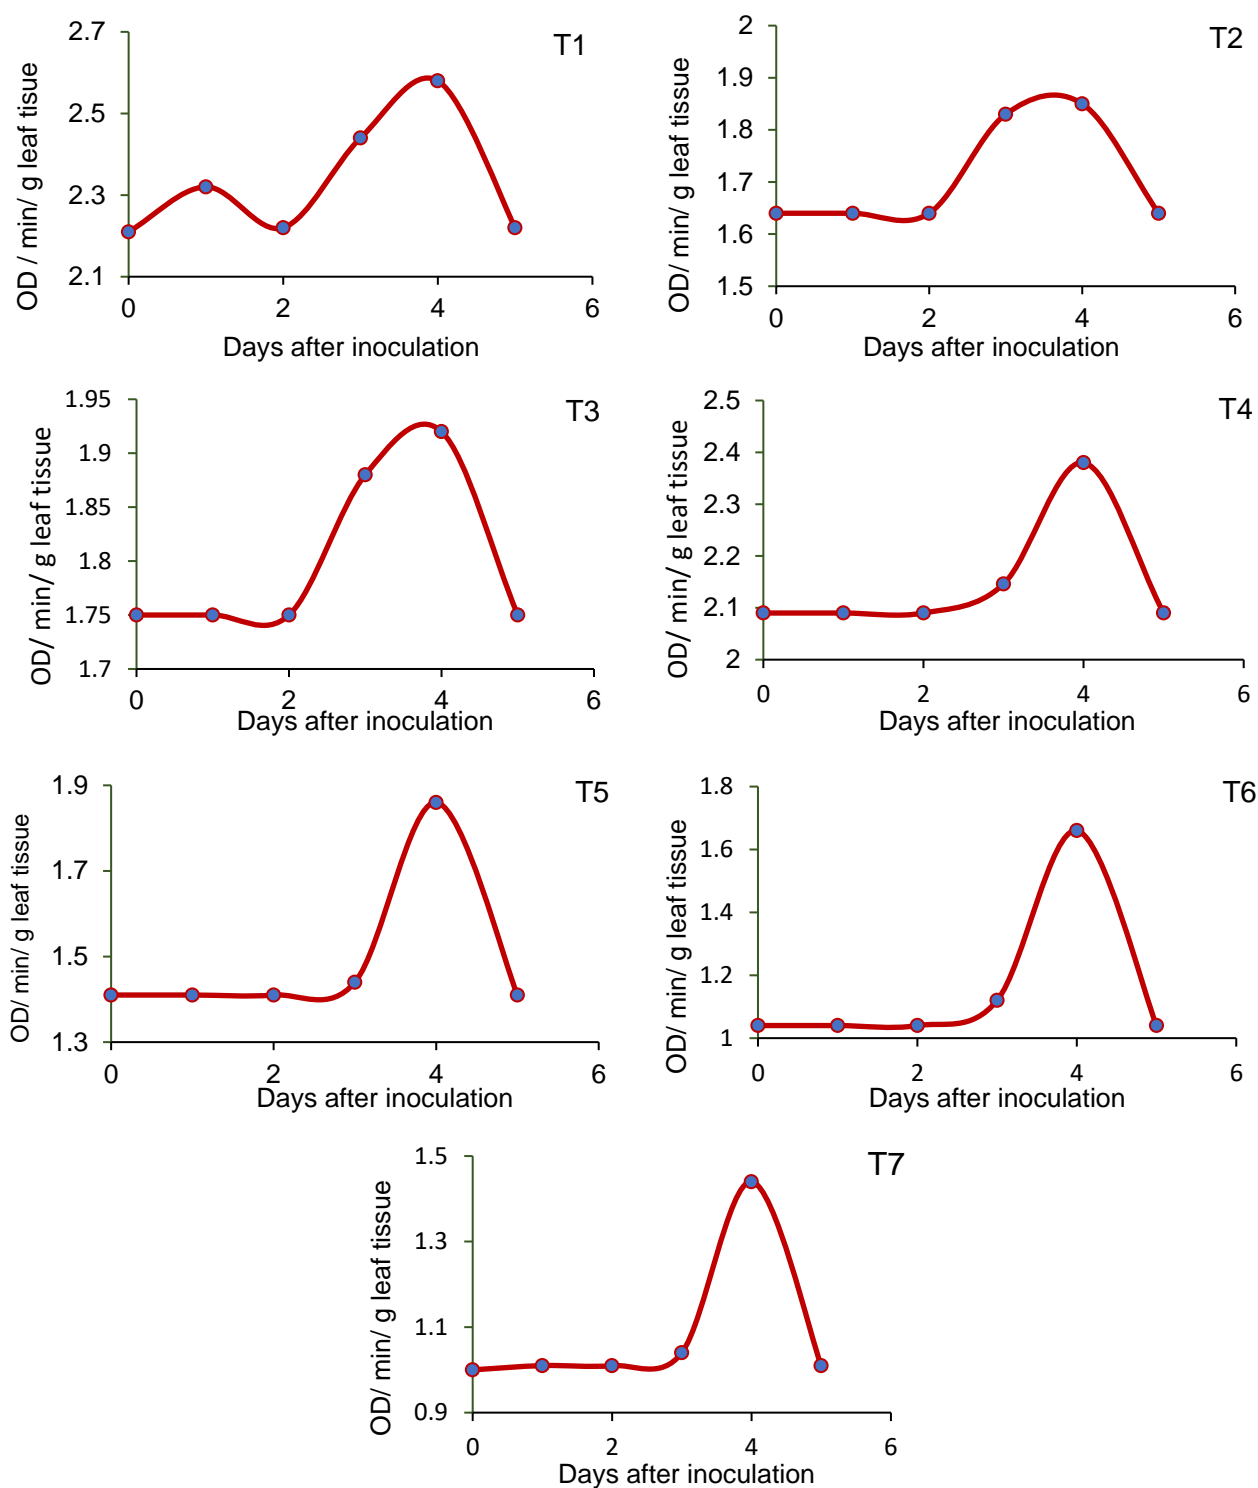 T1
OD / min/ g leaf tisue
2.7
2.5
2.3
2.1
0 2 4 6
Days after inoculation
T2
OD/ min/ g leaf tissue
2
1.9
1.8
1.7
1.6
1.5
0 2 4 6
Days after inoculation
T3
OD/ min/ g leaf tissue
1.95
1.9
1.85
1.8
1.75
1.7
0 2 4 6
Days after inoculation
T4
OD/ min/ g leaf tissue
2.5
2.4
2.3
2.2
2.1
2
0 2 4 6
Days after inoculation
T5
OD/ min/ g leaf tissue
1.9
1.7
1.5
1.3
0 2 4 6
Days after inoculation
T6
OD/ min/ g leaf tissue
1.8
1.6
1.4
1.2
1
0 2 4 6
Days after inoculation
T7
OD/ min/ g leaf tissue
1.5
1.3
1.1
0.9
0 2 4 6
Days after inoculation